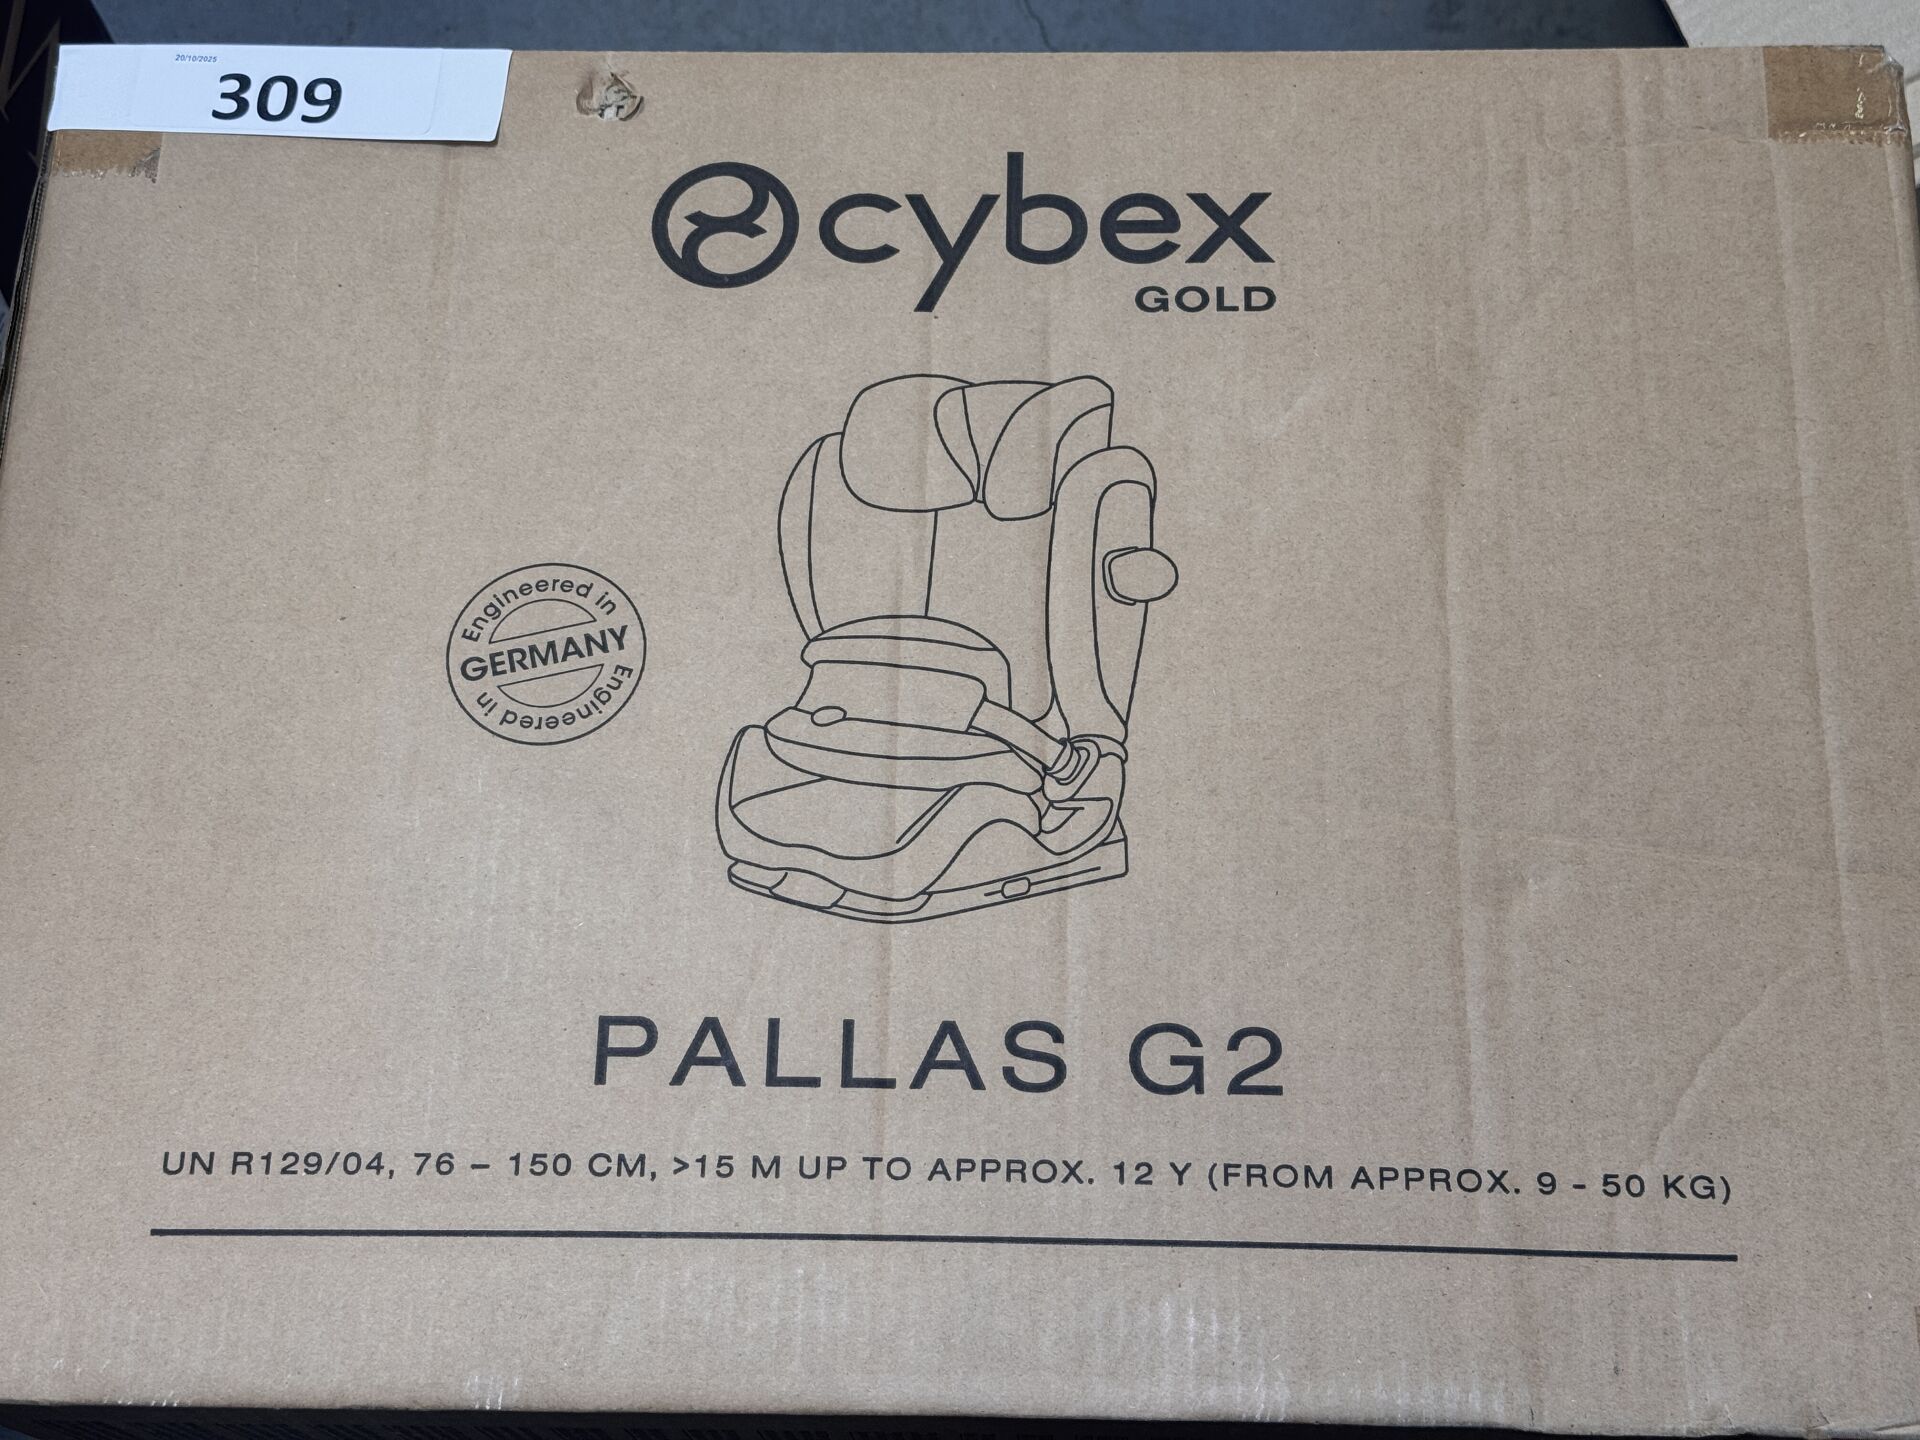 20/10/2025
309
cybex
GOLD
Engineered in
GERMANY
Engineered in
PALLAS G2
UN R129/04, 76 – 150 CM, >15 M UP TO APPROX. 12 Y (FROM APPROX. 9 - 50 KG)